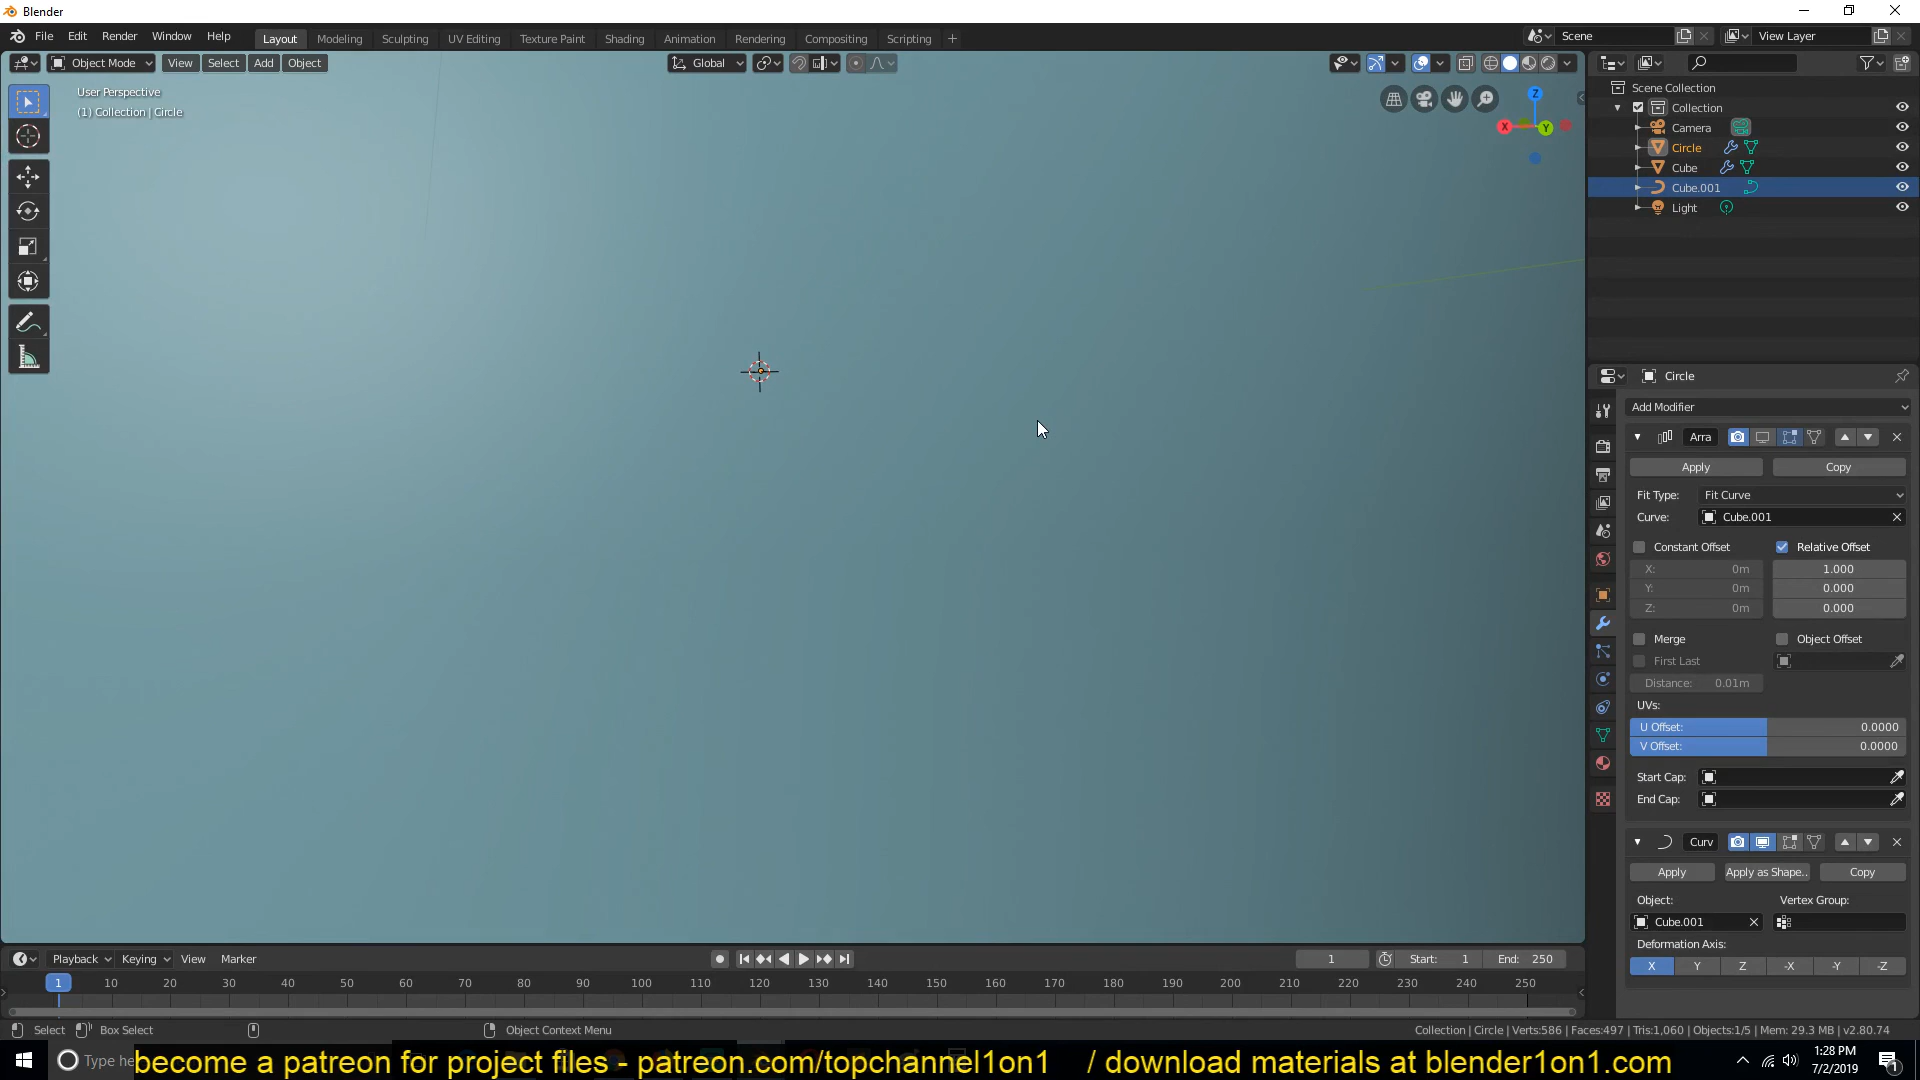 Blender
File Edit Render Window Help
Layout Modeling Sculpting UV Editing Texture Paint Shading Animation Rendering Compositing Scripting
Scene
View Layer
Object Mode View Select Add Object
Global
User Perspective
(1) Collection | Circle
Z
X
Y
Scene Collection
Collection
Camera
Circle
Cube
Cube.001
Light
Circle
Add Modifier
Arra
Apply Copy
Fit Type: Fit Curve
Curve: Cube.001
Constant Offset Relative Offset
X: 0m 1.000
Y: 0m 0.000
Z: 0m 0.000
Merge Object Offset
First Last
Distance: 0.01m
UVs:
U Offset: 0.0000
V Offset: 0.0000
Start Cap:
End Cap:
Curv
Apply Apply as Shape.. Copy
Object: Vertex Group:
Cube.001
Deformation Axis:
X Y Z -X -Y -Z
Playback Keying View Marker
1 Start: 1 End: 250
1 10 20 30 40 50 60 70 80 90 100 110 120 130 140 150 160 170 180 190 200 210 220 230 240 250
Select Box Select Object Context Menu
Collection | Circle | Verts:586 | Faces:497 | Tris:1,060 | Objects:1/5 | Mem: 29.3 MB | v2.80.74
Type he
become a patreon for project files - patreon.com/topchannel1on1 / download materials at blender1on1.com
1:28 PM
7/2/2019
1